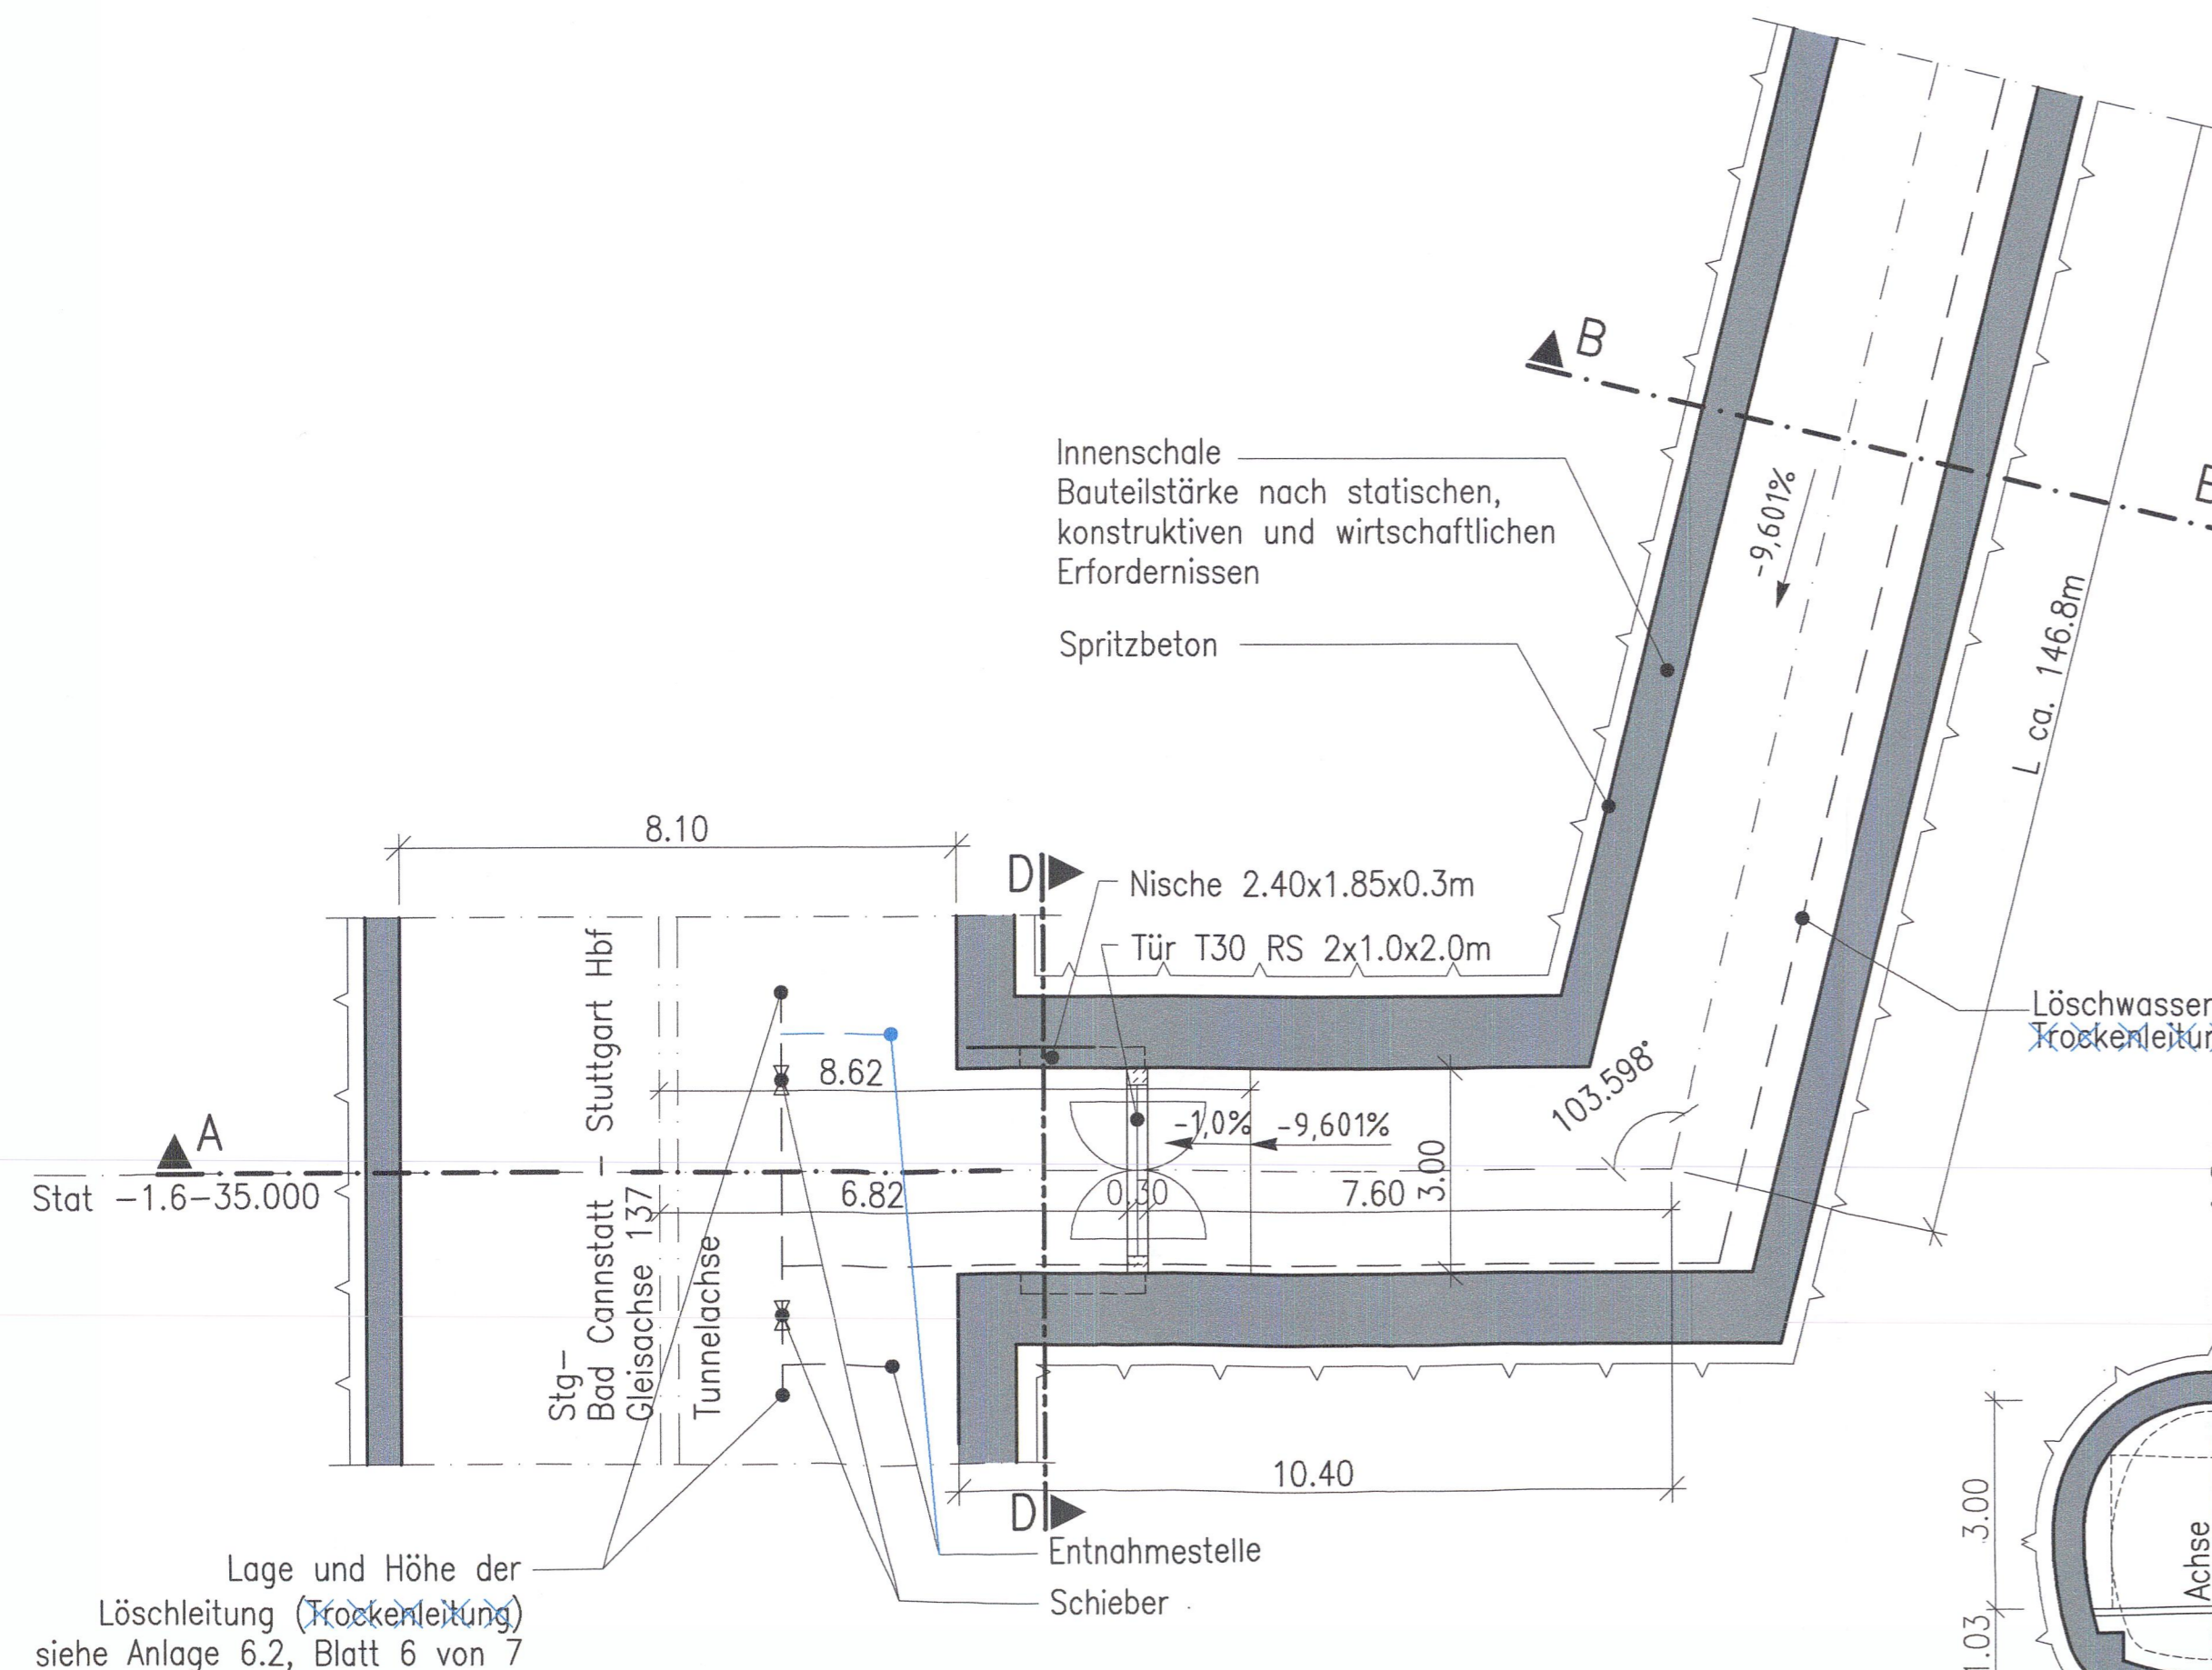 B
Innenschale
Bauteilstärke nach statischen,
konstruktiven und wirtschaftlichen
Erfordernissen
-9,601%
Spritzbeton
L ca. 146.8m
8.10
D
Nische 2.40x1.85x0.3m
Tür T30 RS 2x1.0x2.0m
Stg-
Bad Cannstatt - Stuttgart Hbf
Gleisachse 137
Tunnelachse
8.62
103.598°
-1,0% -9,601%
A
Stat -1.6-35.000
6.82
0.30
7.60
3.00
10.40
D
Entnahmestelle
Schieber
Lage und Höhe der
Löschleitung (Trockenleitung)
siehe Anlage 6.2, Blatt 6 von 7
3.00
1.03
Achse